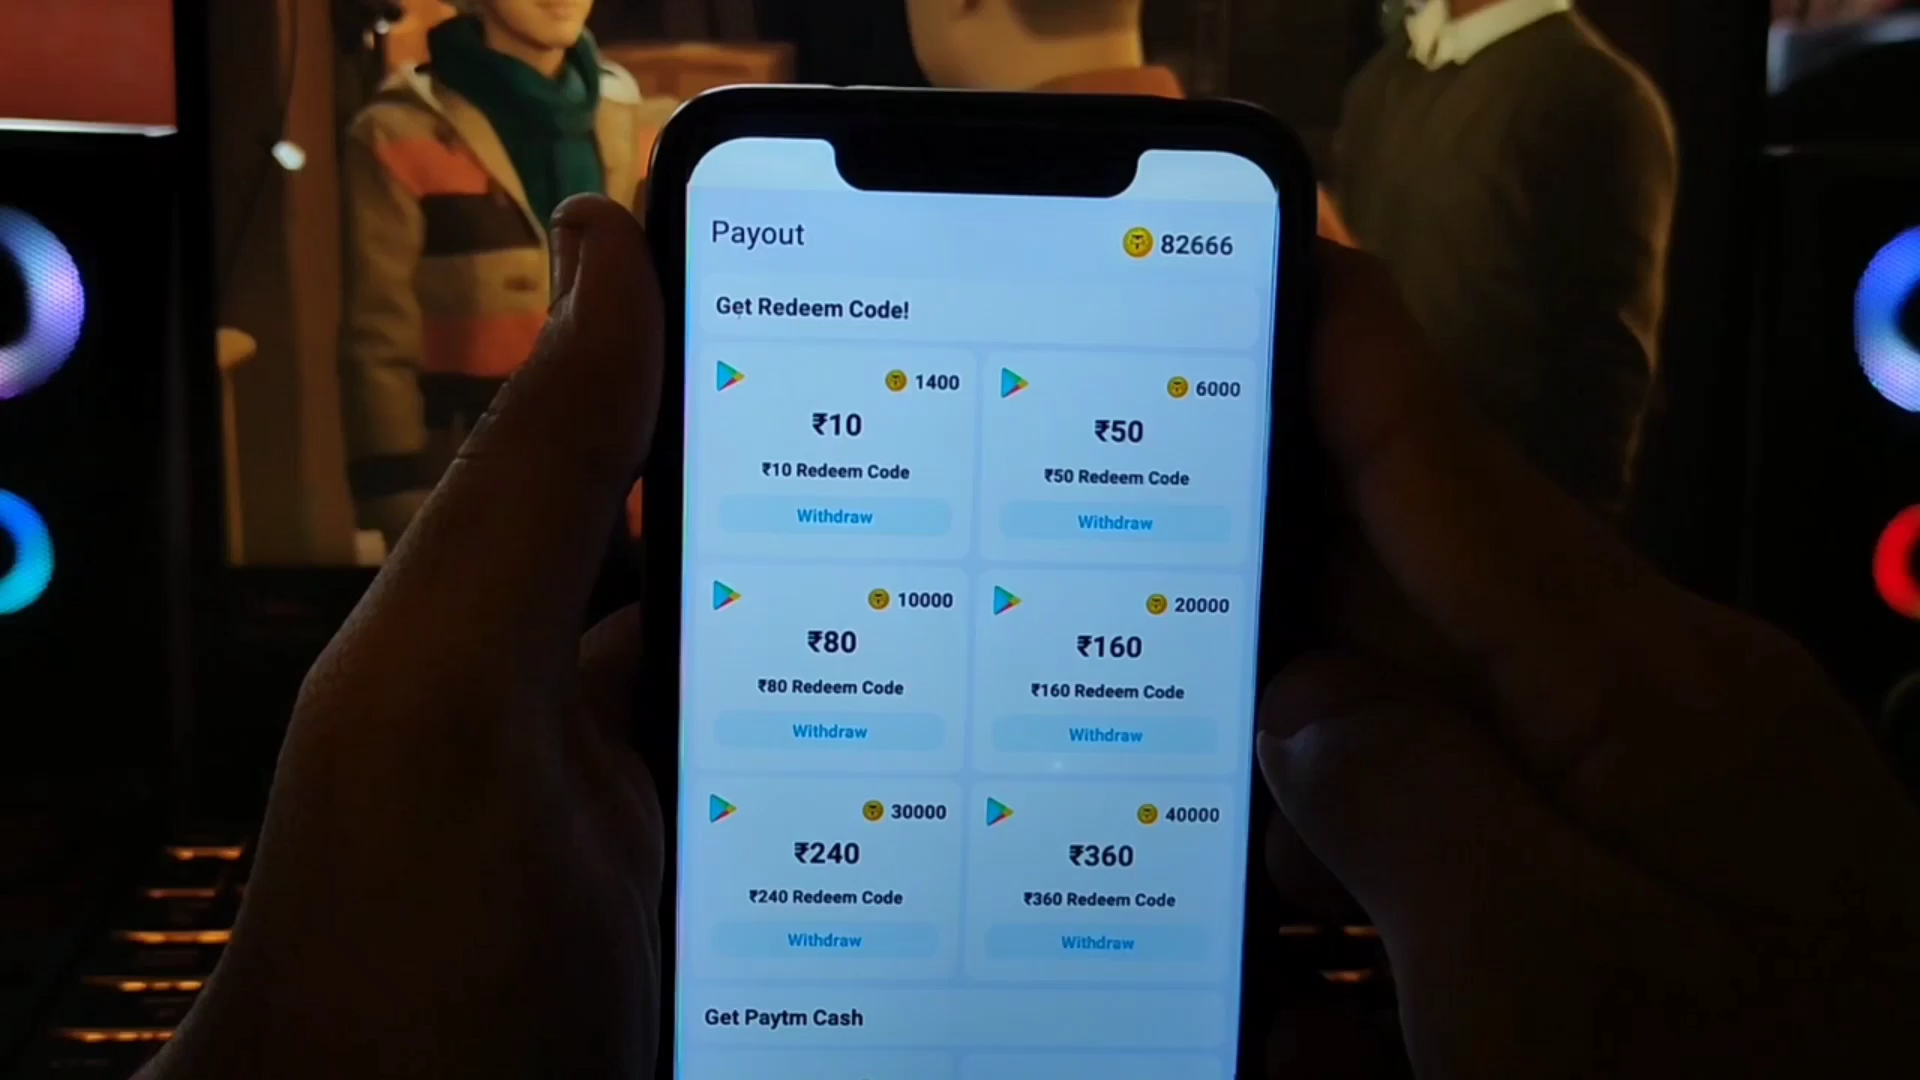 Payout
82666
Get Redeem Code!
1400
₹10
₹10 Redeem Code
Withdraw
6000
₹50
₹50 Redeem Code
Withdraw
10000
₹80
₹80 Redeem Code
Withdraw
20000
₹160
₹160 Redeem Code
Withdraw
30000
₹240
₹240 Redeem Code
Withdraw
40000
₹360
₹360 Redeem Code
Withdraw
Get Paytm Cash